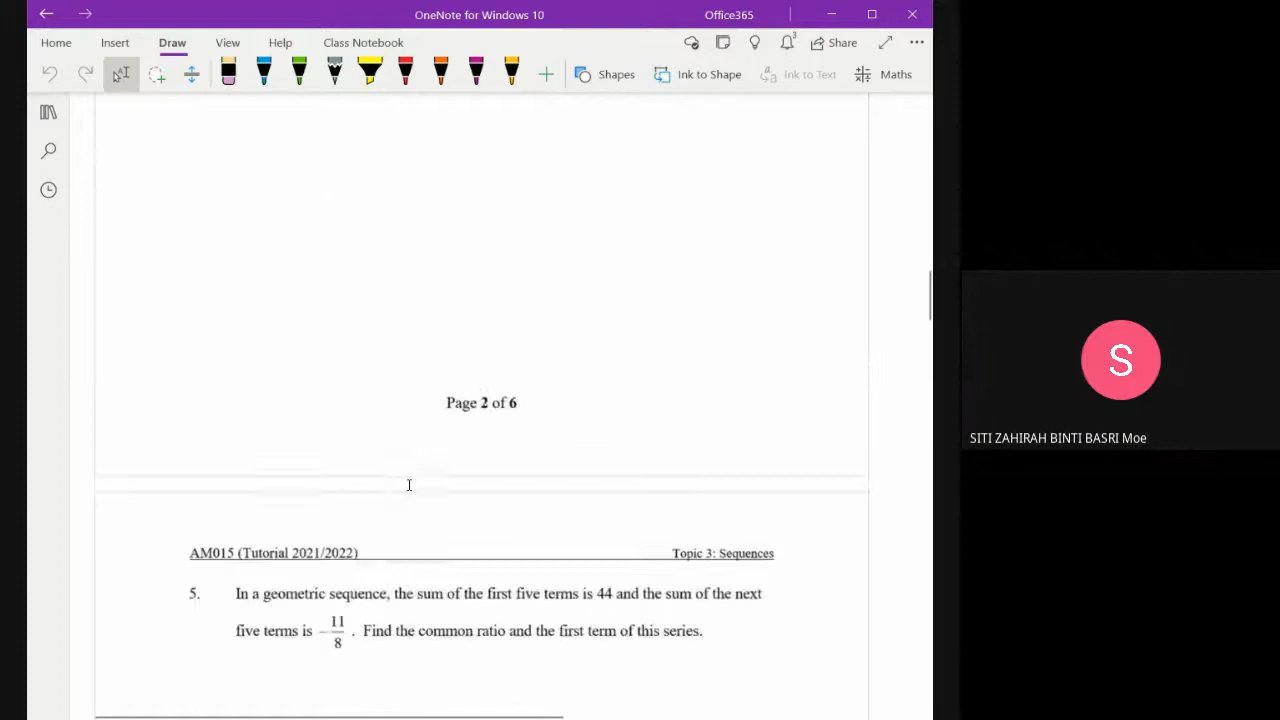 OneNote for Windows 10
Office365
Home Insert Draw View Help Class Notebook
3
Share
Shapes Ink to Shape Ink to Text Maths
Page 2 of 6
AM015 (Tutorial 2021/2022) Topic 3: Sequences
5. In a geometric sequence, the sum of the first five terms is 44 and the sum of the next
five terms is −11/8 . Find the common ratio and the first term of this series.
S
SITI ZAHIRAH BINTI BASRI Moe